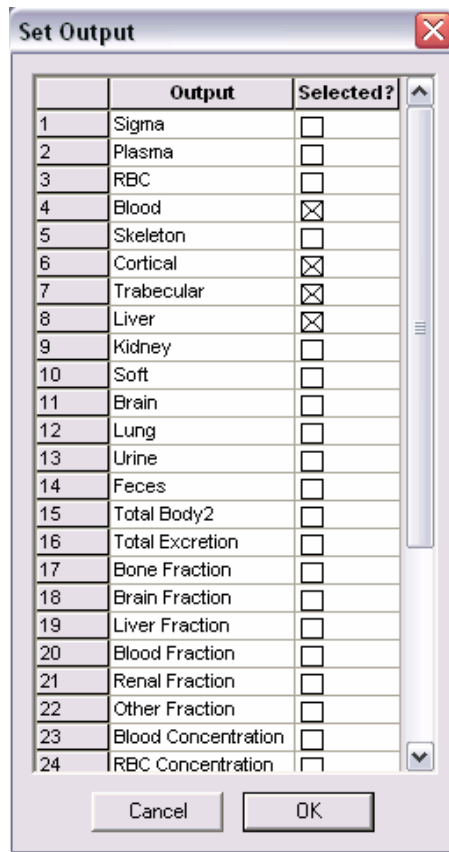 Set Output
Output Selected?
1 Sigma
2 Plasma
3 RBC
4 Blood
5 Skeleton
6 Cortical
7 Trabecular
8 Liver
9 Kidney
10 Soft
11 Brain
12 Lung
13 Urine
14 Feces
15 Total Body2
16 Total Excretion
17 Bone Fraction
18 Brain Fraction
19 Liver Fraction
20 Blood Fraction
21 Renal Fraction
22 Other Fraction
23 Blood Concentration
24 RBC Concentration
Cancel OK